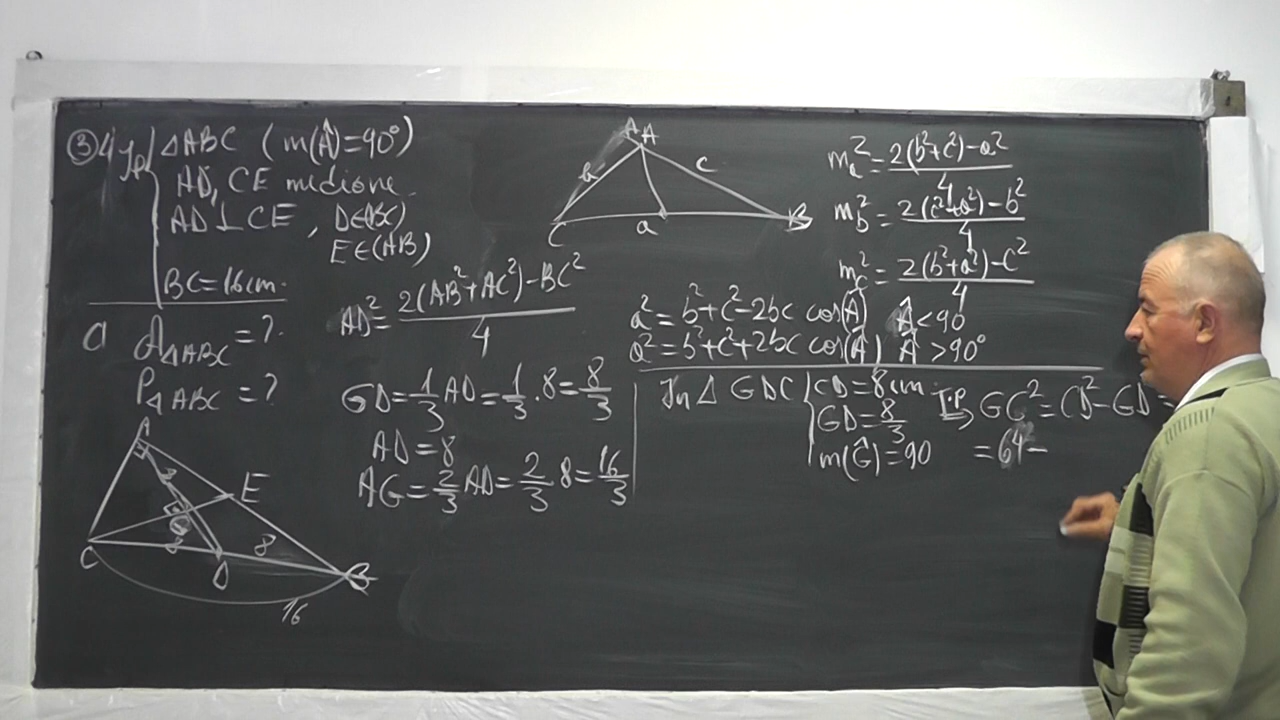 ③ 4 Ip ΔABC (m(Â)=90°)
AD, CE mediane
AD⊥CE, D∈(BC)
E∈(AB)
BC=16cm.
a A_ΔABC =?
P_ΔABC =?
A
E
G
8
8
C
D
B
16
AD²= (2(AB²+AC²)-BC²)/4
GD=1/3 AD=1/3·8=8/3
AD=8
AG=2/3 AD=2/3·8=16/3
A A
b
c
C
a
B
m_a²= (2(b²+c²)-a²)/4
m_b²= (2(c²+a²)-b²)/4
m_c²= (2(b²+a²)-c²)/4
a²=b²+c²-2bc cos(Â) Â<90
a²=b²+c²+2bc cos(Â) Â>90°
În Δ GDC CD=8cm T.P ⇒ GC²=CD²-GD²=
GD=8/3
m(Ĝ)=90 =64-